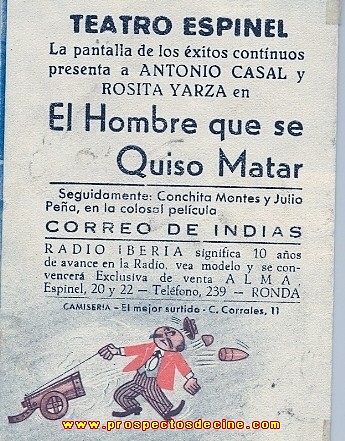 TEATRO ESPINEL
La pantalla de los éxitos contínuos
presenta a ANTONIO CASAL y
ROSITA YARZA en
El Hombre que se
Quiso Matar
Seguidamente: Conchita Montes y Julio
Peña, en la colosal película
CORREO DE INDIAS
RADIO IBERIA significa 10 años
de avance en la Radio, vea modelo y se con-
vencerá Exclusiva de venta ALMA.
Espinel, 20 y 22 - Teléfono, 239 - RONDA
CAMISERIA - El mejor surtido - C. Corrales, 11
www.prospectosdecine.com